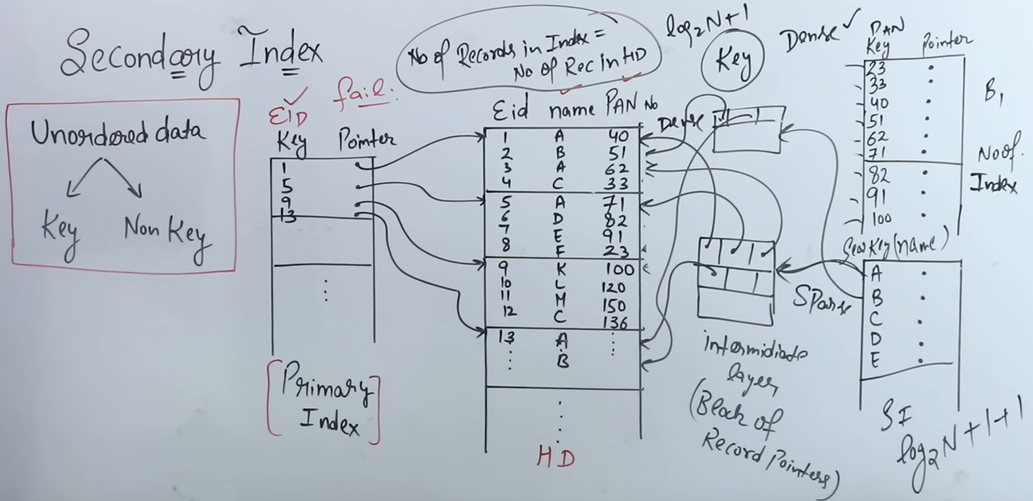 Secondary Index
No of Records in Index =
No of Rec in HD
log₂N+1
Key
Dense ✓
PAN
Key Pointer
23
33
40
51
62
71
82
91
100
B₁
No of.
Index
Unordered data
Key Non Key
EID ✓ fail:
Key Pointer
1
5
9
13
⋮
[Primary
Index]
Eid name PAN No
1 A 40
2 B 51
3 A 62
4 C 33
5 A 71
6 D 82
7 E 91
8 F 23
9 K 100
10 L 120
11 M 150
12 C 136
13 A ⋮
⋮ B
⋮
HD
Dense
Sparse
intermidiate
layer
(Block of
Record Pointers)
Key (name)
A
B
C
D
E
SI
log₂N+1+1